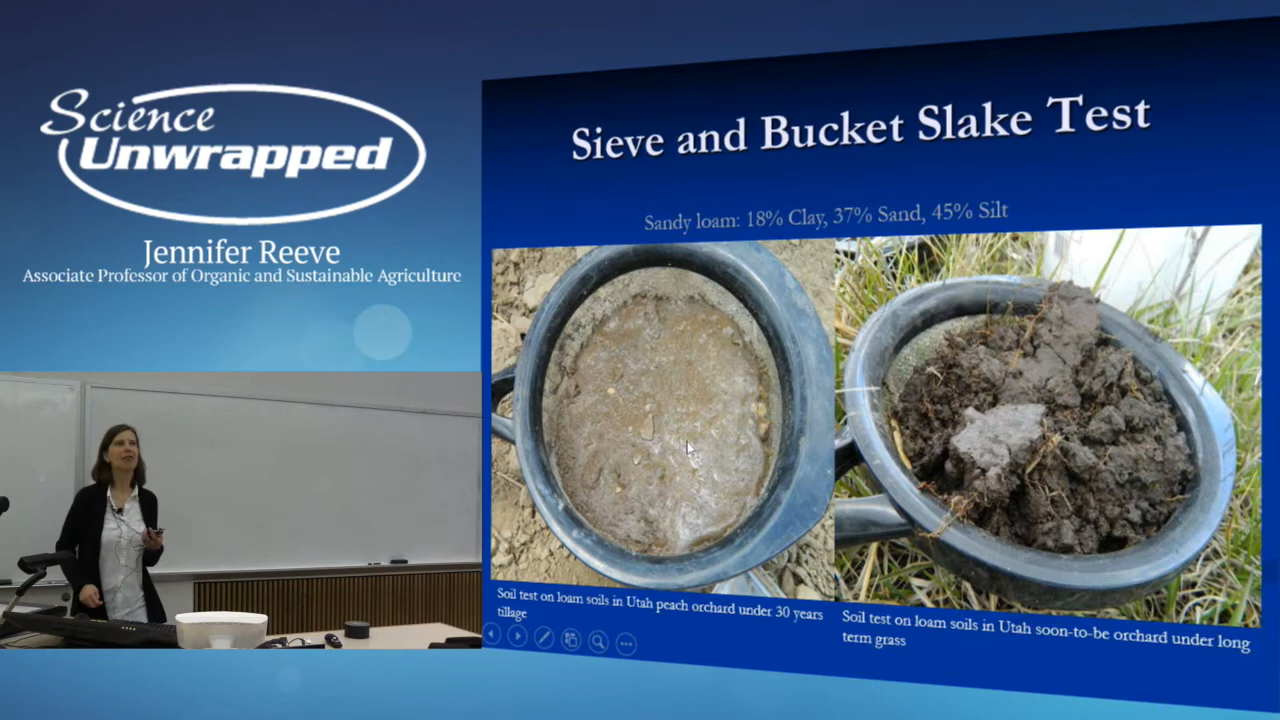 Science
Unwrapped
Jennifer Reeve
Associate Professor of Organic and Sustainable Agriculture
Sieve and Bucket Slake Test
Sandy loam: 18% Clay, 37% Sand, 45% Silt
Soil test on loam soils in Utah peach orchard under 30 years
tillage
Soil test on loam soils in Utah soon-to-be orchard under long
term grass